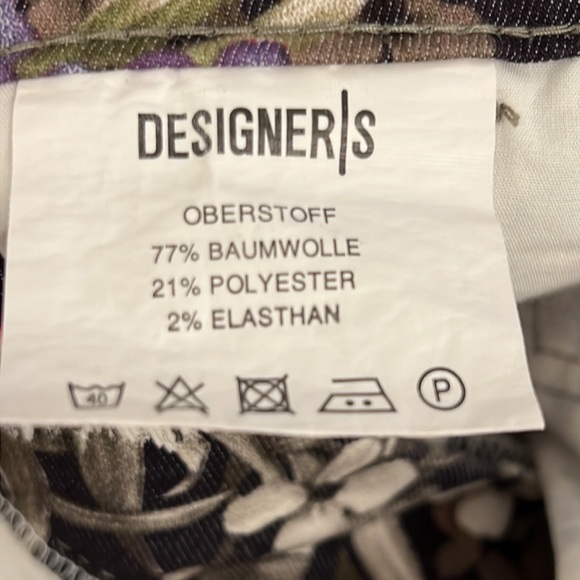 DESIGNER|S
OBERSTOFF
77% BAUMWOLLE
21% POLYESTER
2% ELASTHAN
40 P